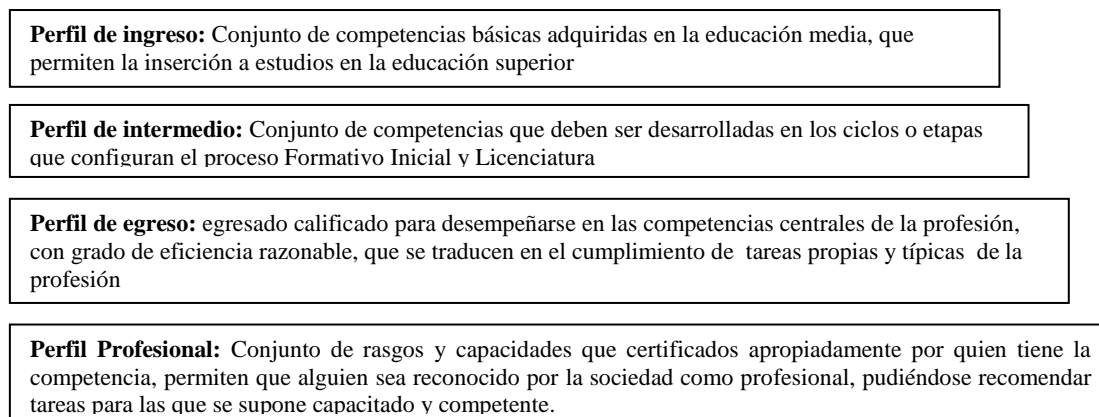 Perfil de ingreso: Conjunto de competencias básicas adquiridas en la educación media, que
permiten la inserción a estudios en la educación superior
Perfil de intermedio: Conjunto de competencias que deben ser desarrolladas en los ciclos o etapas
que configuran el proceso Formativo Inicial y Licenciatura
Perfil de egreso: egresado calificado para desempeñarse en las competencias centrales de la profesión,
con grado de eficiencia razonable, que se traducen en el cumplimiento de tareas propias y típicas de la
profesión
Perfil Profesional: Conjunto de rasgos y capacidades que certificados apropiadamente por quien tiene la
competencia, permiten que alguien sea reconocido por la sociedad como profesional, pudiéndose recomendar
tareas para las que se supone capacitado y competente.